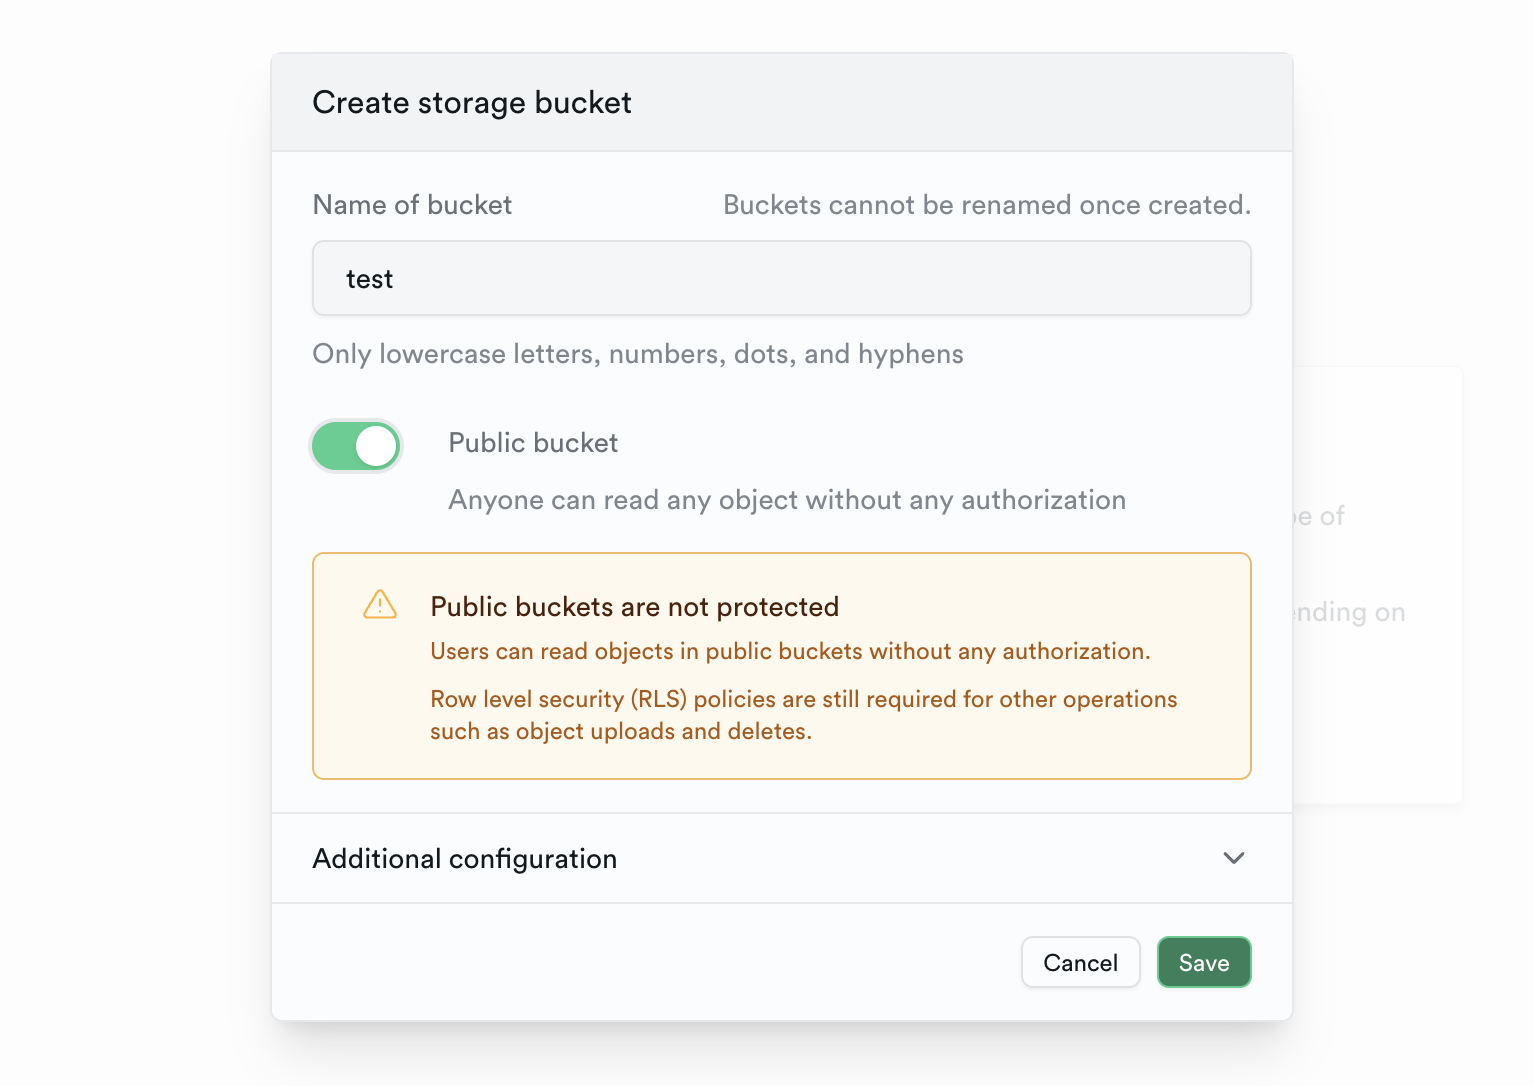 Create storage bucket
Name of bucket
Buckets cannot be renamed once created.
test
Only lowercase letters, numbers, dots, and hyphens
Public bucket
Anyone can read any object without any authorization
of
on
Public buckets are not protected
Users can read objects in public buckets without any authorization.
Row level security (RLS) policies are still required for other operations
such as object uploads and deletes.
Additional configuration
Cancel
Save